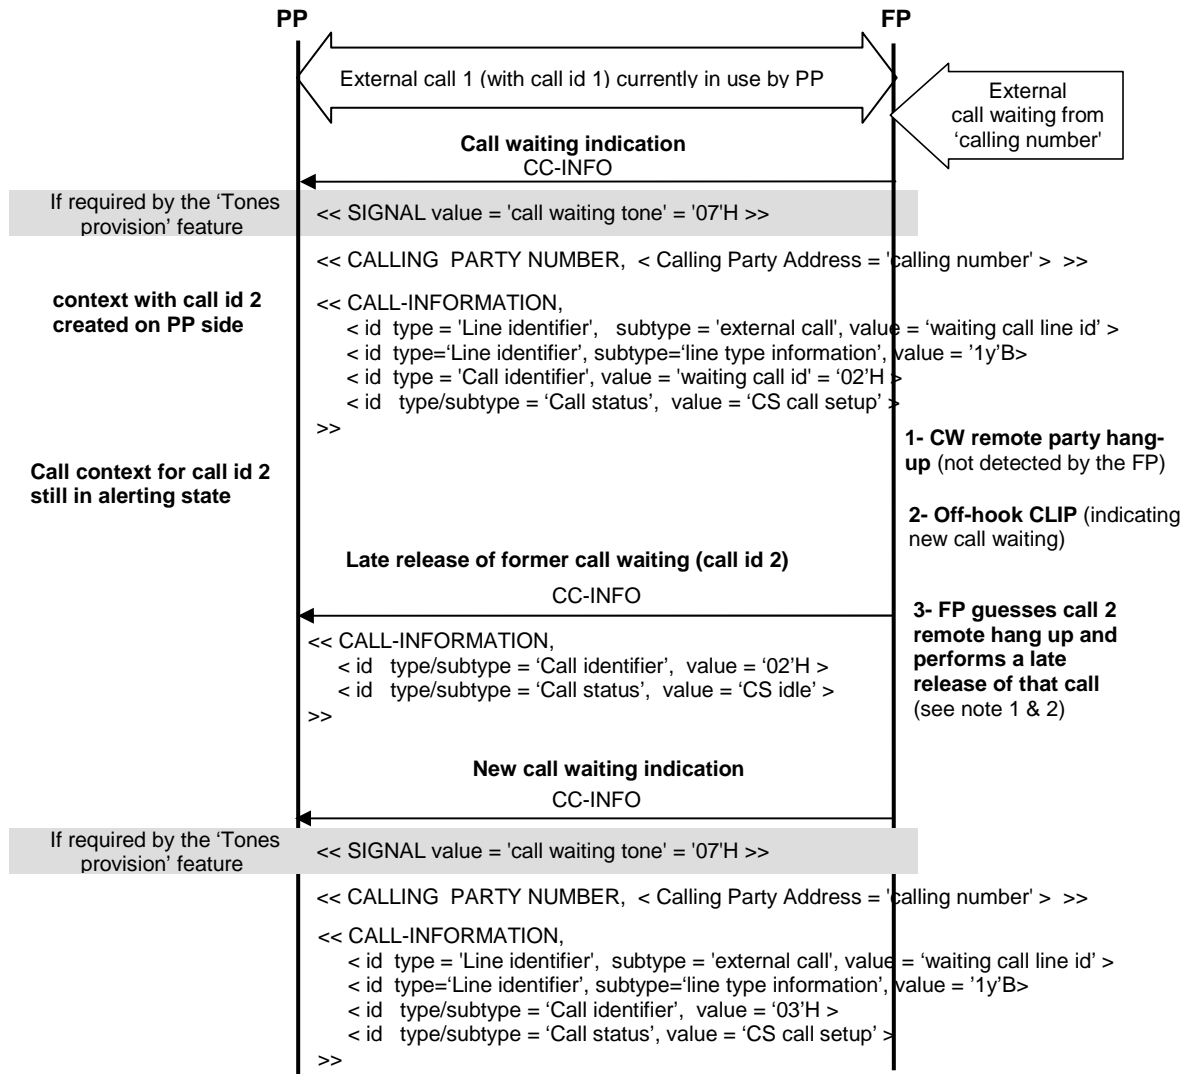 PP
FP
External call 1 (with call id 1) currently in use by PP
External
call waiting from
‘calling number'
Call waiting indication
CC-INFO
If required by the ‘Tones
provision’ feature
<< SIGNAL value = 'call waiting tone' = '07'H >>
<< CALLING PARTY NUMBER, < Calling Party Address = 'calling number' > >>
context with call id 2
created on PP side
<< CALL-INFORMATION,
< id type = 'Line identifier', subtype = 'external call', value = ‘waiting call line id’ >
< id type=‘Line identifier’, subtype=‘line type information’, value = ’1y’B>
< id type = 'Call identifier', value = 'waiting call id' = ‘02’H >
< id type/subtype = ‘Call status’, value = ‘CS call setup’ >
>>
1- CW remote party hang-
up (not detected by the FP)
Call context for call id 2
still in alerting state
2- Off-hook CLIP (indicating
new call waiting)
Late release of former call waiting (call id 2)
CC-INFO
3- FP guesses call 2
remote hang up and
performs a late
release of that call
(see note 1 & 2)
<< CALL-INFORMATION,
< id type/subtype = ‘Call identifier’, value = ‘02’H >
< id type/subtype = ‘Call status’, value = ‘CS idle’ >
>>
New call waiting indication
CC-INFO
If required by the ‘Tones
provision’ feature
<< SIGNAL value = 'call waiting tone' = '07'H >>
<< CALLING PARTY NUMBER, < Calling Party Address = 'calling number' > >>
<< CALL-INFORMATION,
< id type = 'Line identifier', subtype = 'external call', value = ‘waiting call line id’ >
< id type=‘Line identifier’, subtype=‘line type information’, value = ’1y’B>
< id type/subtype = ‘Call identifier’, value = ‘03’H >
< id type/subtype = ‘Call status’, value = ‘CS call setup’ >
>>